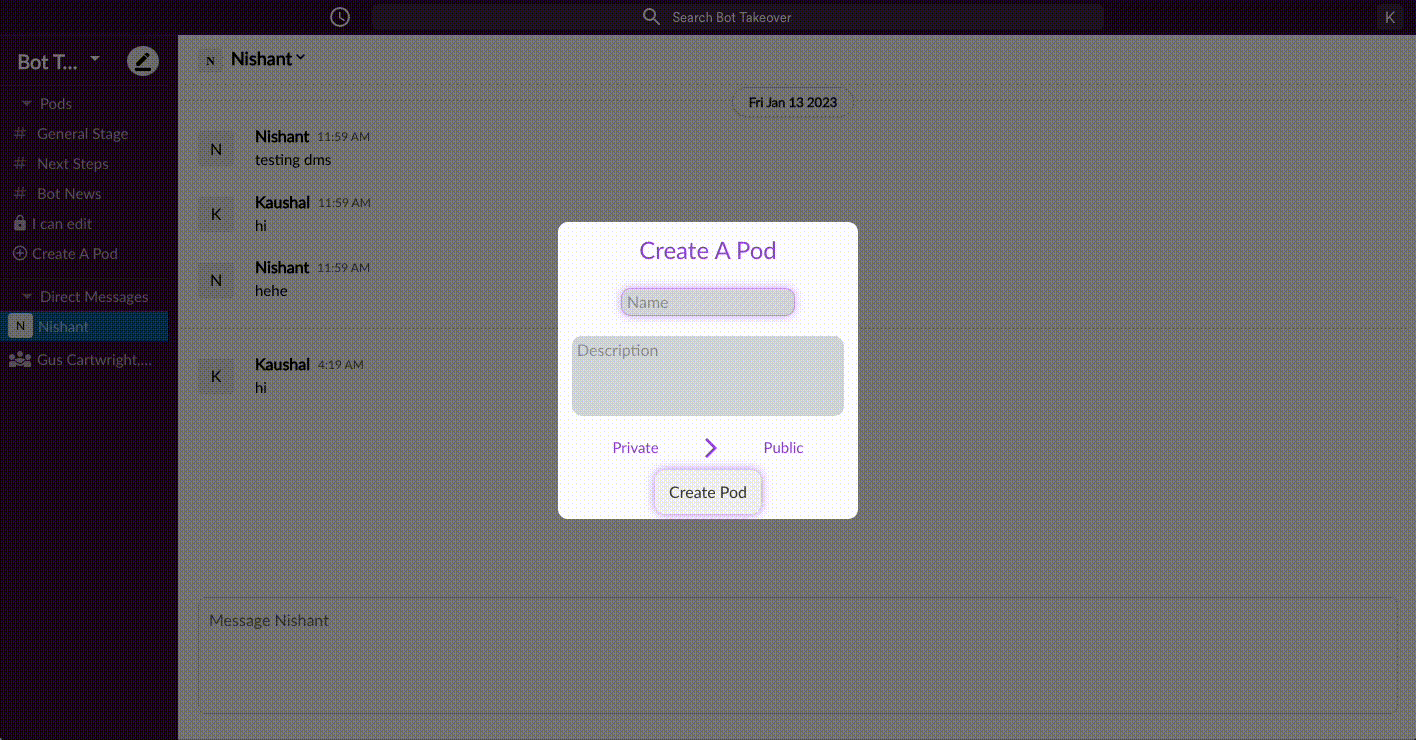 Search Bot Takeover
K
Bot T...
Pods
# General Stage
# Next Steps
# Bot News
I can edit
Create A Pod
Direct Messages
N Nishant
Gus Cartwright,...
N Nishant
Fri Jan 13 2023
N
Nishant 11:59 AM
testing dms
K
Kaushal 11:59 AM
hi
N
Nishant 11:59 AM
hehe
K
Kaushal 4:19 AM
hi
Create A Pod
Name
Description
Private > Public
Create Pod
Message Nishant